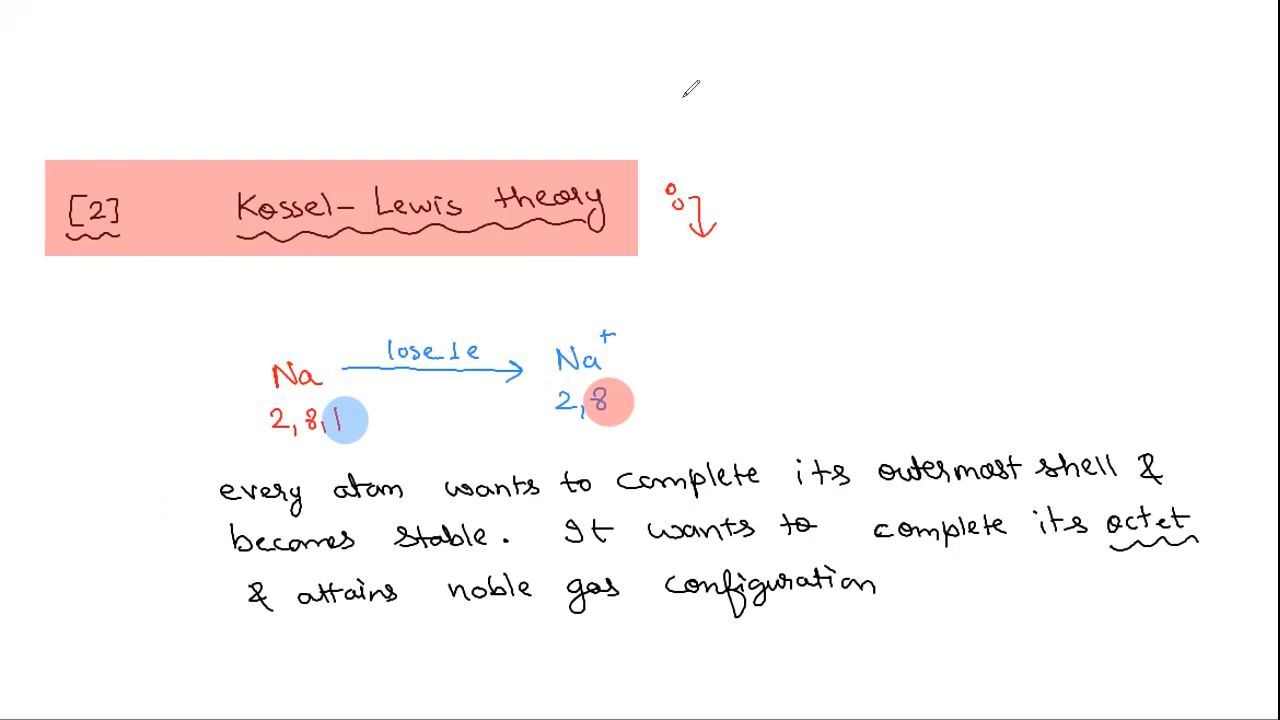 [2] Kossel-Lewis theory
Na lose 1e Na+
2, 8, 1 2, 8
every atom wants to complete its outermost shell &
becomes stable. It wants to complete its octet
& attains noble gas configuration